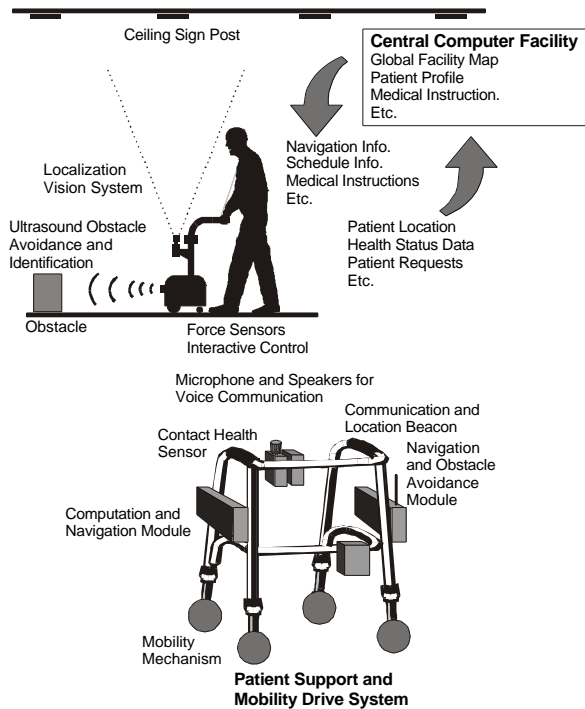 Ceiling Sign Post
Central Computer Facility
Global Facility Map
Patient Profile
Medical Instruction.
Etc.
Navigation Info.
Schedule Info.
Medical Instructions
Etc.
Localization
Vision System
Ultrasound Obstacle
Avoidance and
Identification
Patient Location
Health Status Data
Patient Requests
Etc.
Obstacle
Force Sensors
Interactive Control
Microphone and Speakers for
Voice Communication
Communication and
Location Beacon
Contact Health
Sensor
Navigation
and Obstacle
Avoidance
Module
Computation and
Navigation Module
Mobility
Mechanism
Patient Support and
Mobility Drive System